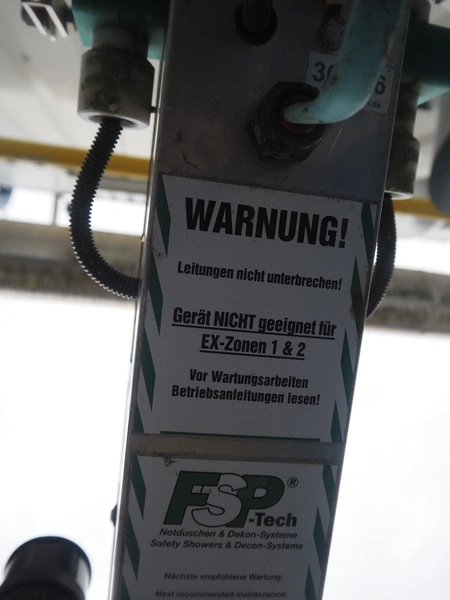 WARNUNG!
Leitungen nicht unterbrechen!
Gerät NICHT geeignet für
EX-Zonen 1 & 2
Vor Wartungsarbeiten
Betriebsanleitungen lesen!
FSP®
-Tech
Notduschen & Dekon-Systeme
Safety Showers & Decon-Systems
Nächste empfohlene Wartung:
Next recommended maintenance: